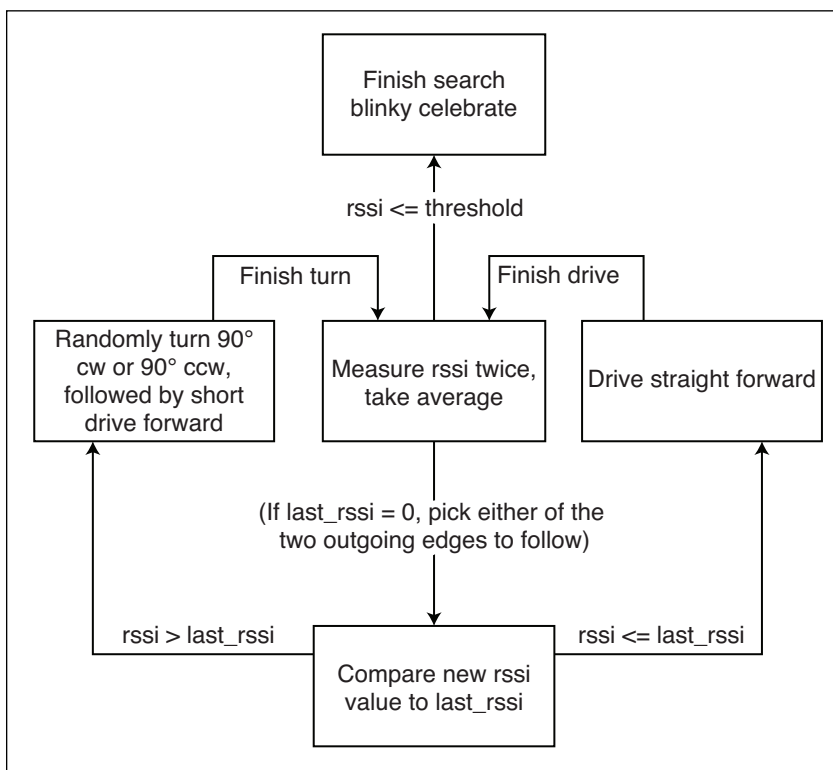 Finish search
blinky celebrate
rssi <= threshold
Finish turn
Finish drive
Randomly turn 90°
cw or 90° ccw,
followed by short
drive forward
Measure rssi twice,
take average
Drive straight forward
(If last_rssi = 0, pick either of the
two outgoing edges to follow)
rssi > last_rssi
rssi <= last_rssi
Compare new rssi
value to last_rssi